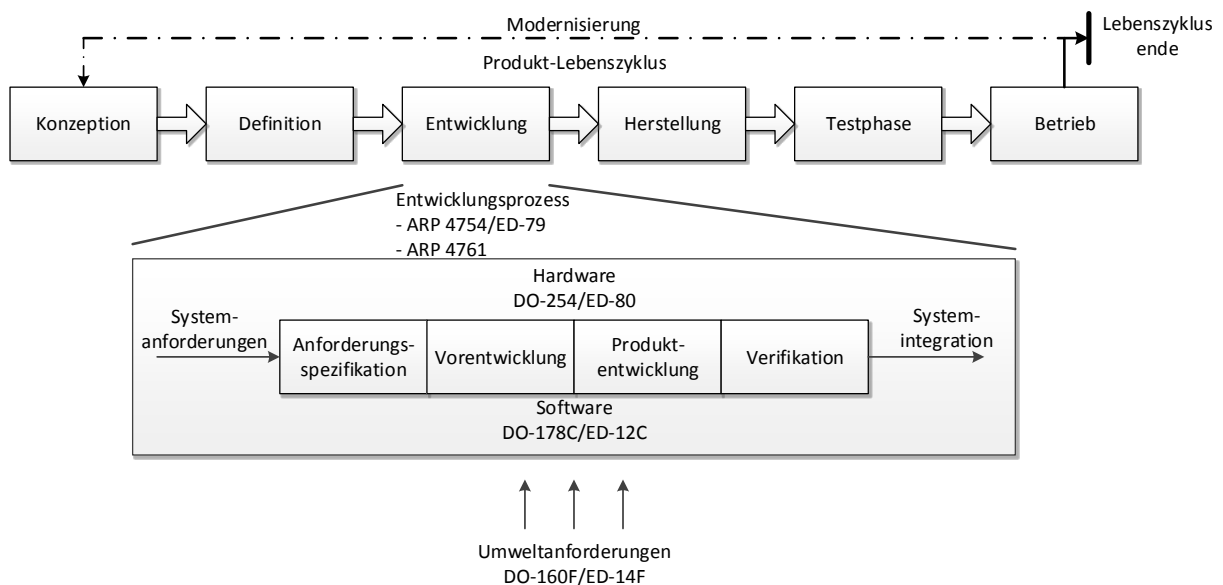 Modernisierung
Lebenszyklus
ende
Produkt-Lebenszyklus
Konzeption
Definition
Entwicklung
Herstellung
Testphase
Betrieb
Entwicklungsprozess
- ARP 4754/ED-79
- ARP 4761
Hardware
DO-254/ED-80
System-
anforderungen
Anforderungs-
spezifikation
Vorentwicklung
Produkt-
entwicklung
Verifikation
System-
integration
Software
DO-178C/ED-12C
Umweltanforderungen
DO-160F/ED-14F